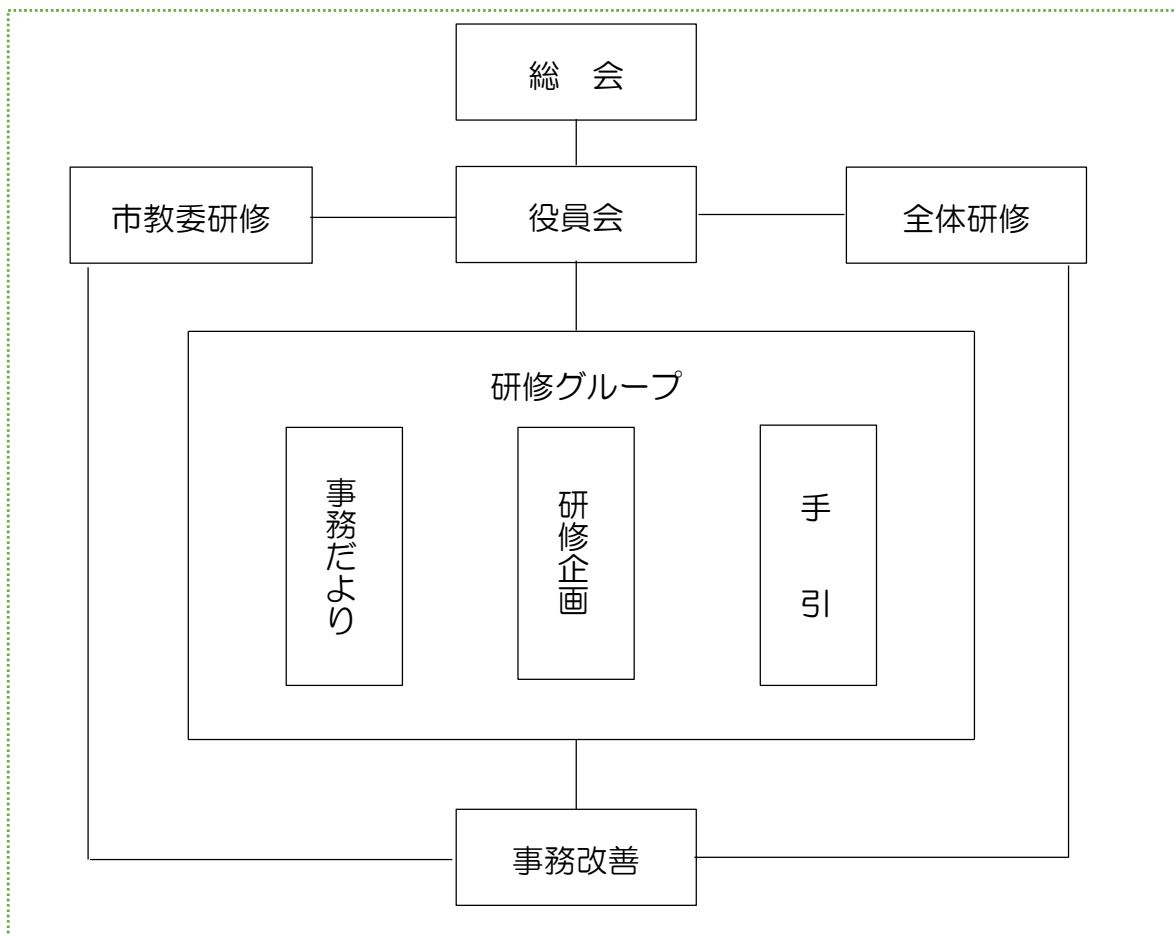 総　会
市教委研修
役員会
全体研修
研修グループ
事務だより
研修企画
手　引
事務改善